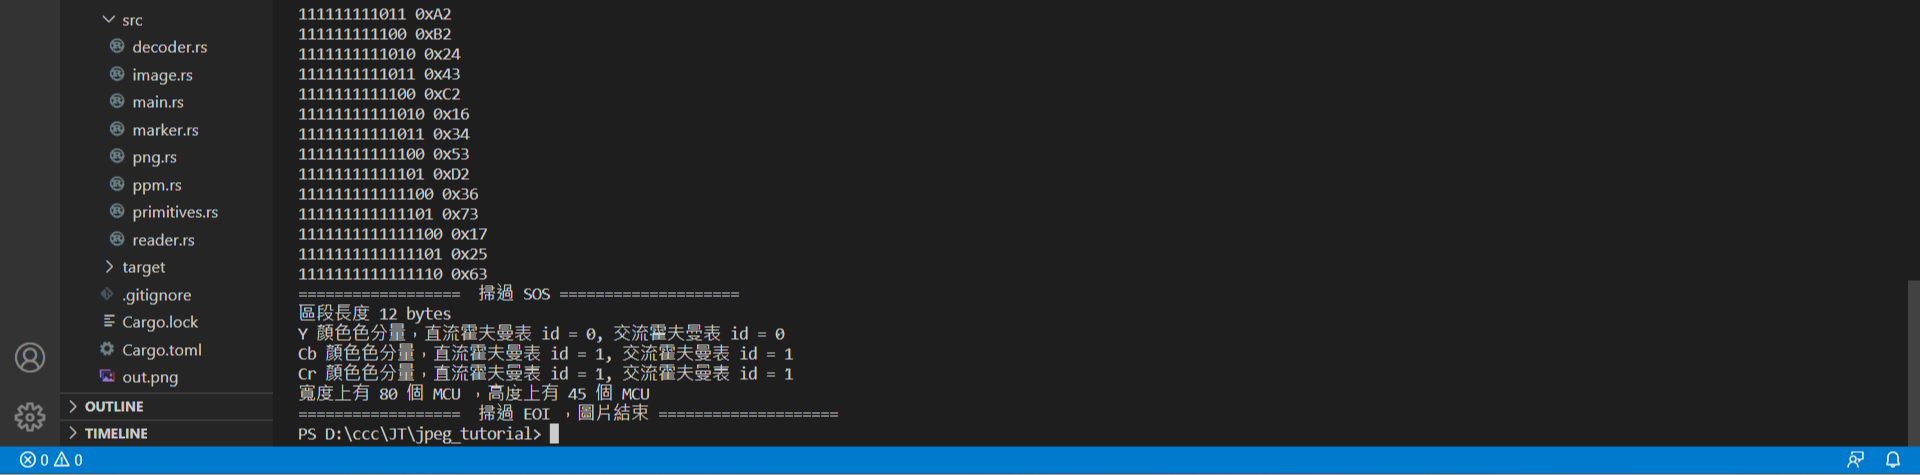 src
decoder.rs
image.rs
main.rs
marker.rs
png.rs
ppm.rs
primitives.rs
reader.rs
target
.gitignore
Cargo.lock
Cargo.toml
out.png
OUTLINE
TIMELINE
111111111011 0xA2
111111111100 0xB2
1111111111010 0x24
1111111111011 0x43
1111111111100 0xC2
11111111111010 0x16
11111111111011 0x34
11111111111100 0x53
11111111111101 0xD2
111111111111100 0x36
111111111111101 0x73
1111111111111100 0x17
1111111111111101 0x25
1111111111111110 0x63
================== 掃過 SOS ====================
區段長度 12 bytes
Y 顏色色分量，直流霍夫曼表 id = 0, 交流霍夫曼表 id = 0
Cb 顏色色分量，直流霍夫曼表 id = 1, 交流霍夫曼表 id = 1
Cr 顏色色分量，直流霍夫曼表 id = 1, 交流霍夫曼表 id = 1
寬度上有 80 個 MCU ，高度上有 45 個 MCU
================== 掃過 EOI ，圖片結束 ====================
PS D:\ccc\JT\jpeg_tutorial>
0 0